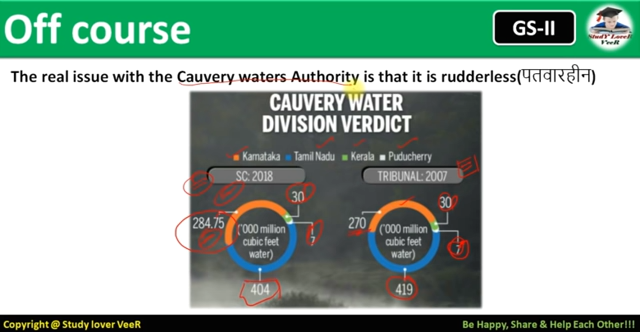 Off course
GS-II
StudY LoveR
VeeR
The real issue with the Cauvery waters Authority is that it is rudderless(पतवारहीन)
CAUVERY WATER
DIVISION VERDICT
Karnataka Tamil Nadu Kerala Puducherry
SC: 2018
TRIBUNAL: 2007
284.75
30
7
404
('000 million
cubic feet
water)
270
30
7
419
('000 million
cubic feet
water)
Copyright @ Study lover VeeR
Be Happy, Share & Help Each Other!!!